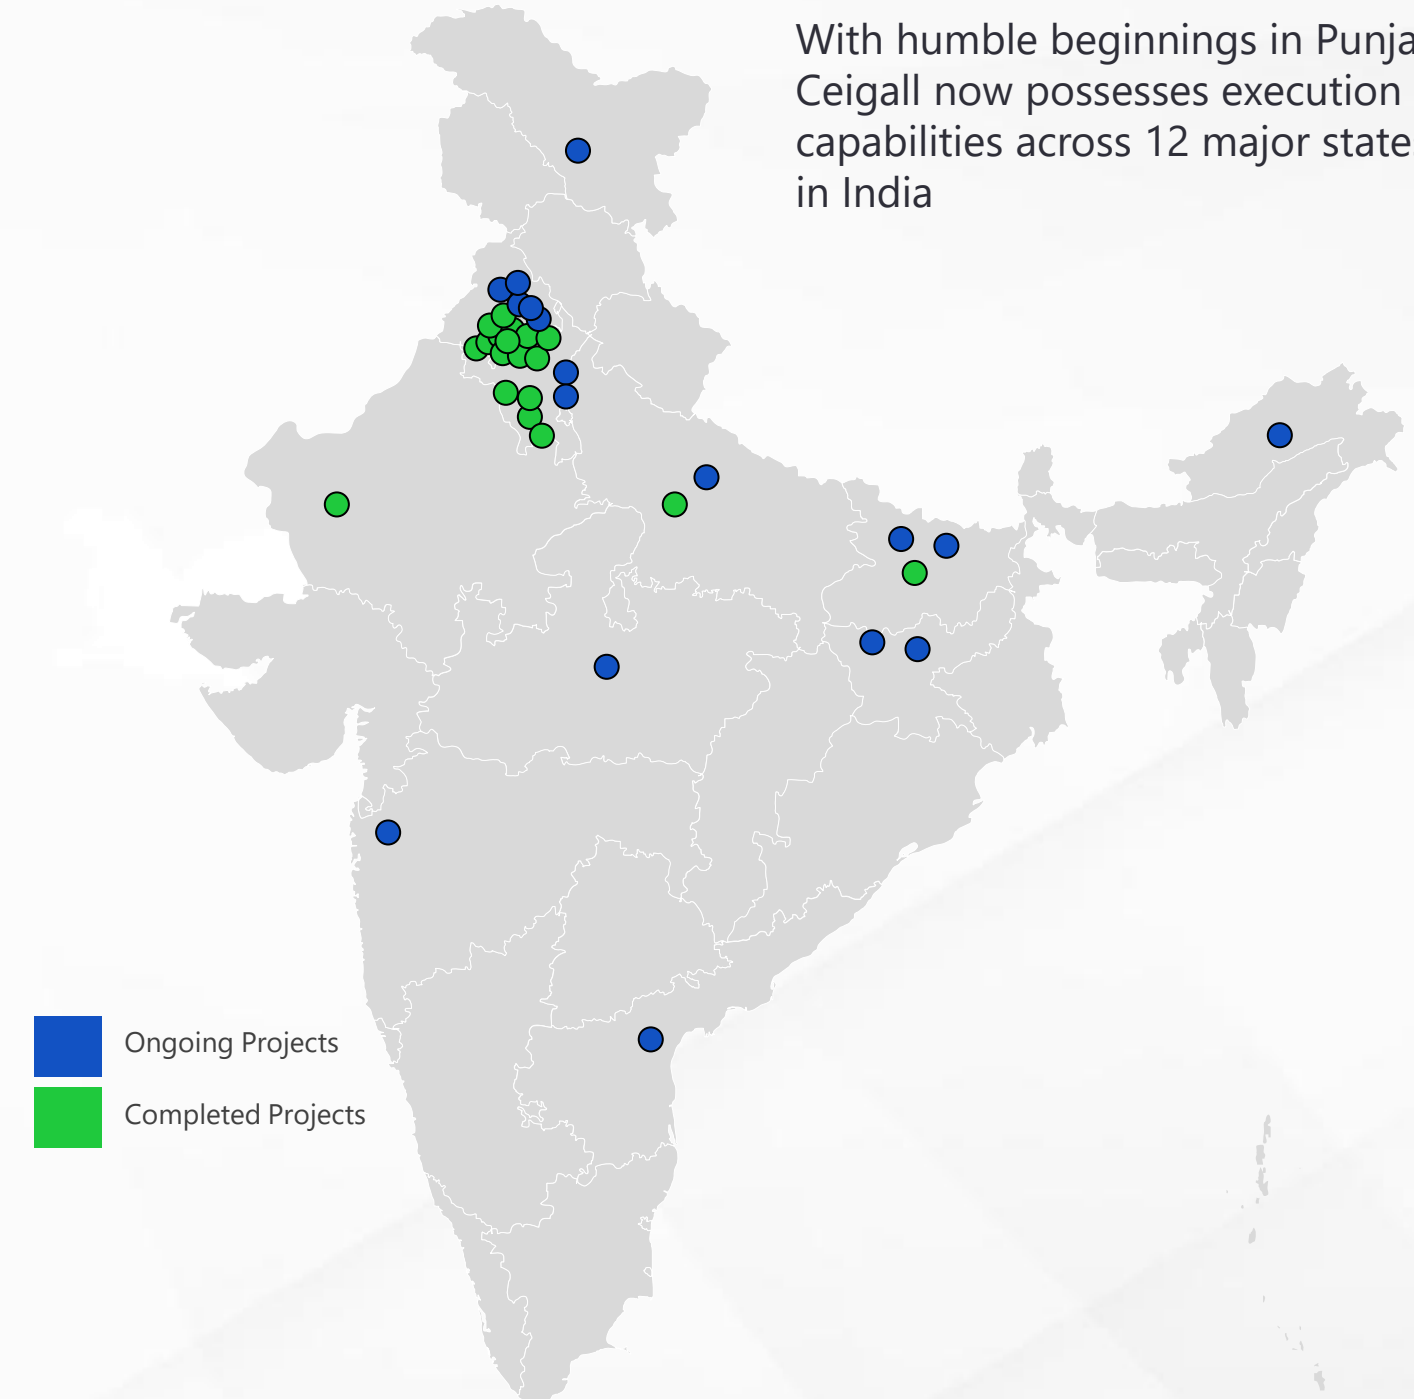 With humble beginnings in Punja
Ceigall now possesses execution
capabilities across 12 major state
in India
Ongoing Projects
Completed Projects